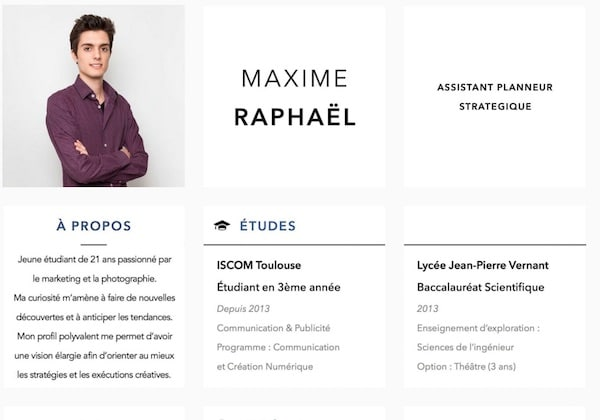 MAXIME
RAPHAËL
ASSISTANT PLANNEUR
STRATEGIQUE
À PROPOS
Jeune étudiant de 21 ans passionné par
le marketing et la photographie.
Ma curiosité m'amène à faire de nouvelles
découvertes et à anticiper les tendances.
Mon profil polyvalent me permet d'avoir
une vision élargie afin d'orienter au mieux
les stratégies et les exécutions créatives.
ÉTUDES
ISCOM Toulouse
Étudiant en 3ème année
Depuis 2013
Communication & Publicité
Programme : Communication
et Création Numérique
Lycée Jean-Pierre Vernant
Baccalauréat Scientifique
2013
Enseignement d'exploration :
Sciences de l'ingénieur
Option : Théâtre (3 ans)